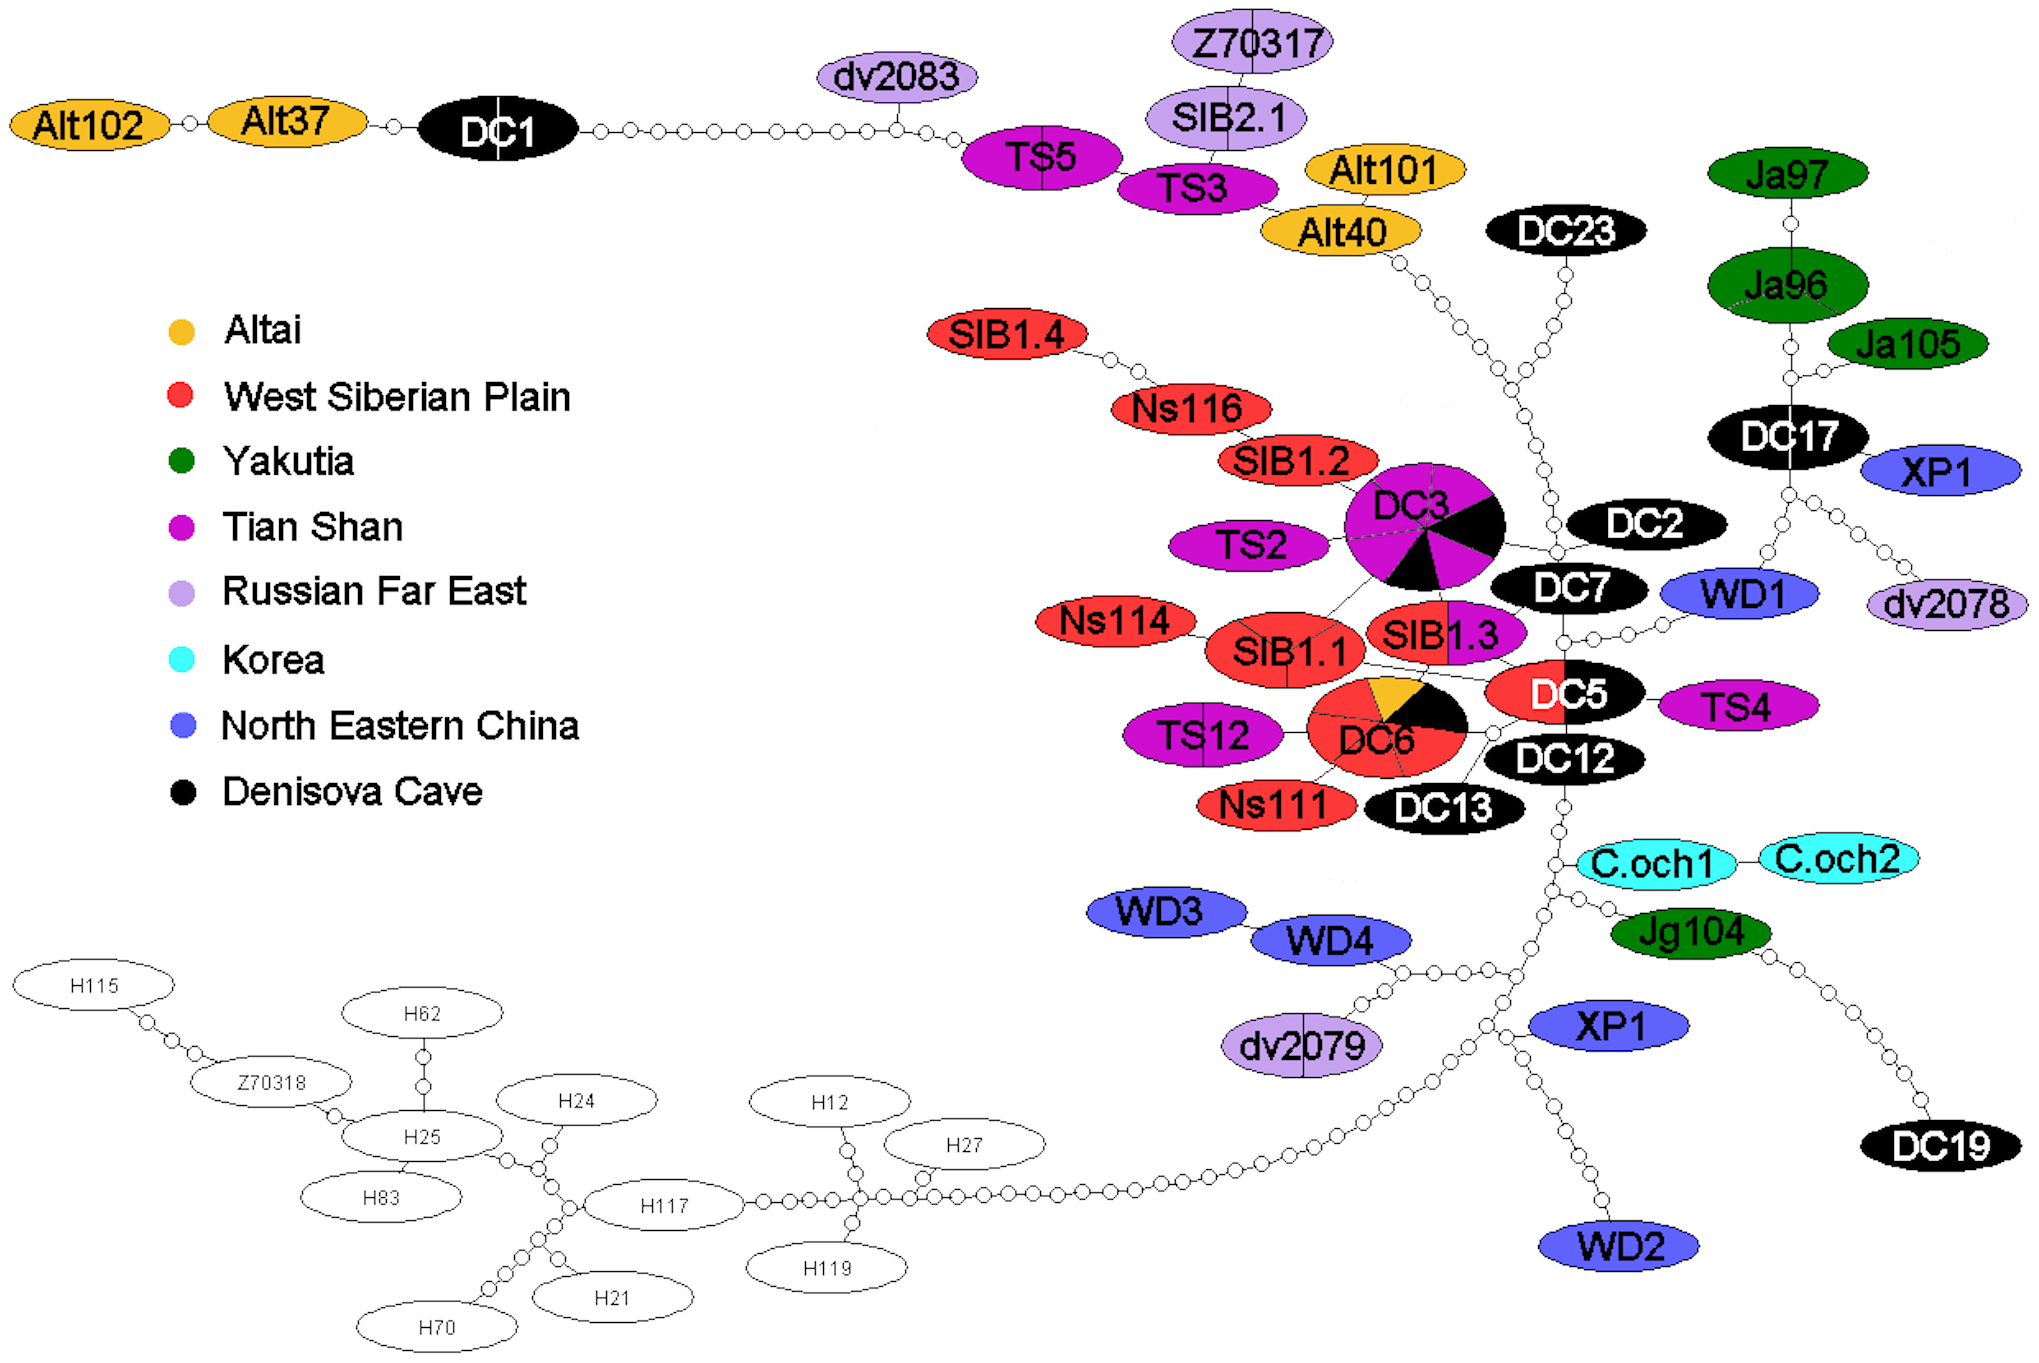 Z70317
dv2083
SIB2.1
Alt102
Alt37
DC1
TS5
TS3
Alt101
Alt40
DC23
Ja97
Ja96
Ja105
Altai
West Siberian Plain
Yakutia
Tian Shan
Russian Far East
Korea
North Eastern China
Denisova Cave
SIB1.4
Ns116
SIB1.2
DC3
TS2
DC2
DC7
DC17
XP1
WD1
dv2078
Ns114
SIB1.1
SIB1.3
DC5
TS4
TS12
DC6
DC12
Ns111
DC13
C.och1
C.och2
WD3
WD4
Jg104
dv2079
XP1
DC19
WD2
H115
H62
Z70318
H25
H24
H83
H117
H12
H27
H119
H21
H70